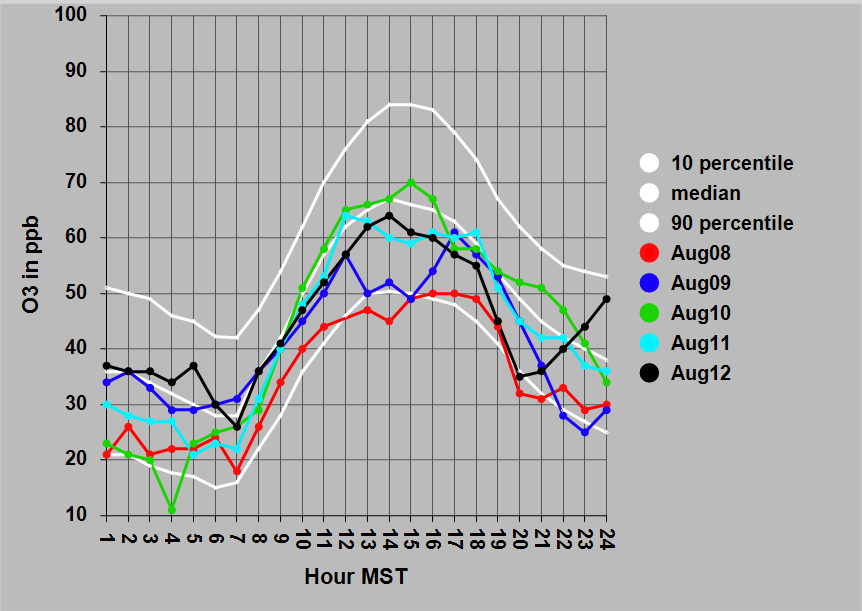 100
90
80
70
60
50
40
30
20
10
O3 in ppb
1 2 3 4 5 6 7 8 9 10 11 12 13 14 15 16 17 18 19 20 21 22 23 24
Hour MST
10 percentile
median
90 percentile
Aug08
Aug09
Aug10
Aug11
Aug12